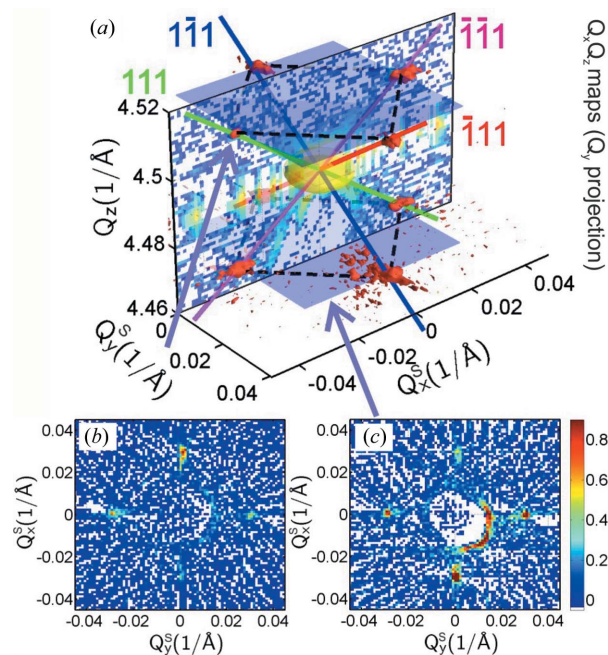 (a)
11̄1
1̄1̄1
111
1̄11
4.52
4.5
4.48
4.46
Qz(1/Å)
0
0.02
0.04
Q_y^S(1/Å)
-0.04
-0.02
0
0.02
0.04
Q_x^S(1/Å)
QxQz maps (Qy projection)
(b)
0.04
0.02
0
-0.02
-0.04
Q_x^S(1/Å)
-0.04 -0.02 0 0.02 0.04
Q_y^S(1/Å)
(c)
0.04
0.02
0
-0.02
-0.04
Q_x^S(1/Å)
-0.04 -0.02 0 0.02 0.04
Q_y^S(1/Å)
0.8
0.6
0.4
0.2
0